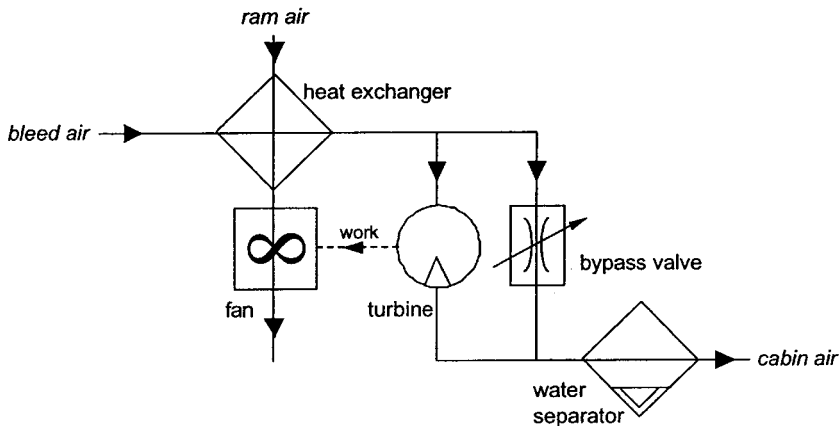 ram air
heat exchanger
bleed air
work
bypass valve
fan
turbine
cabin air
water
separator